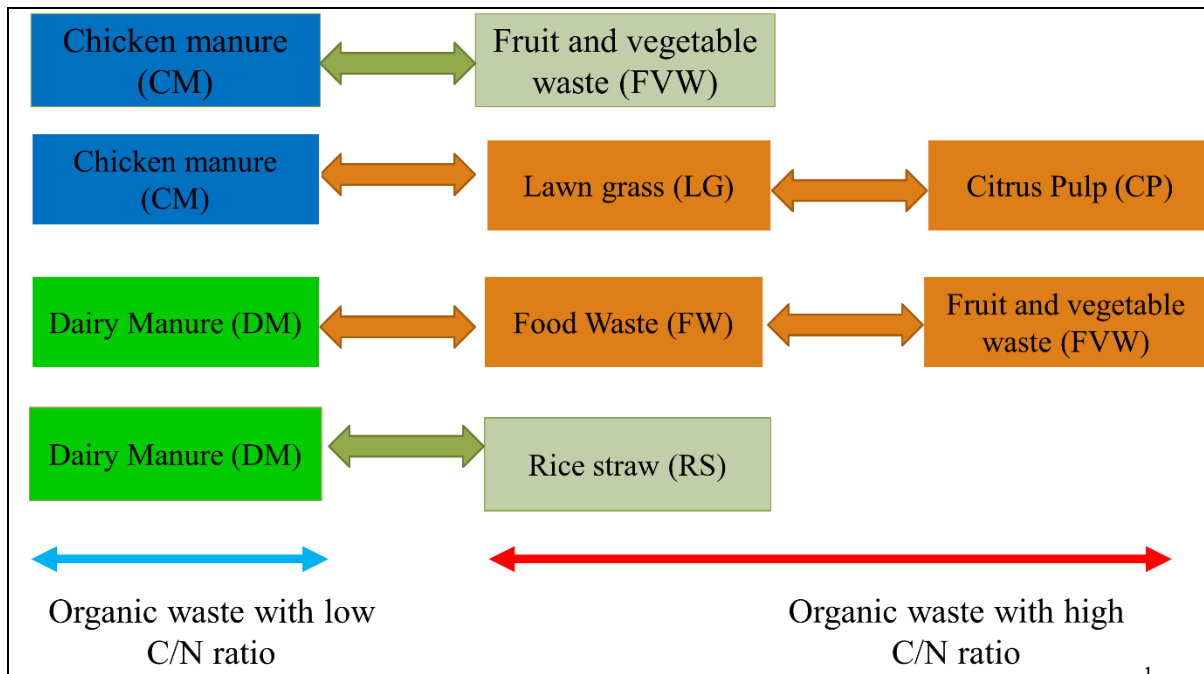 Chicken manure
(CM)
Fruit and vegetable
waste (FVW)
Chicken manure
(CM)
Lawn grass (LG)
Citrus Pulp (CP)
Dairy Manure (DM)
Food Waste (FW)
Fruit and vegetable
waste (FVW)
Dairy Manure (DM)
Rice straw (RS)
Organic waste with low
C/N ratio
Organic waste with high
C/N ratio
1